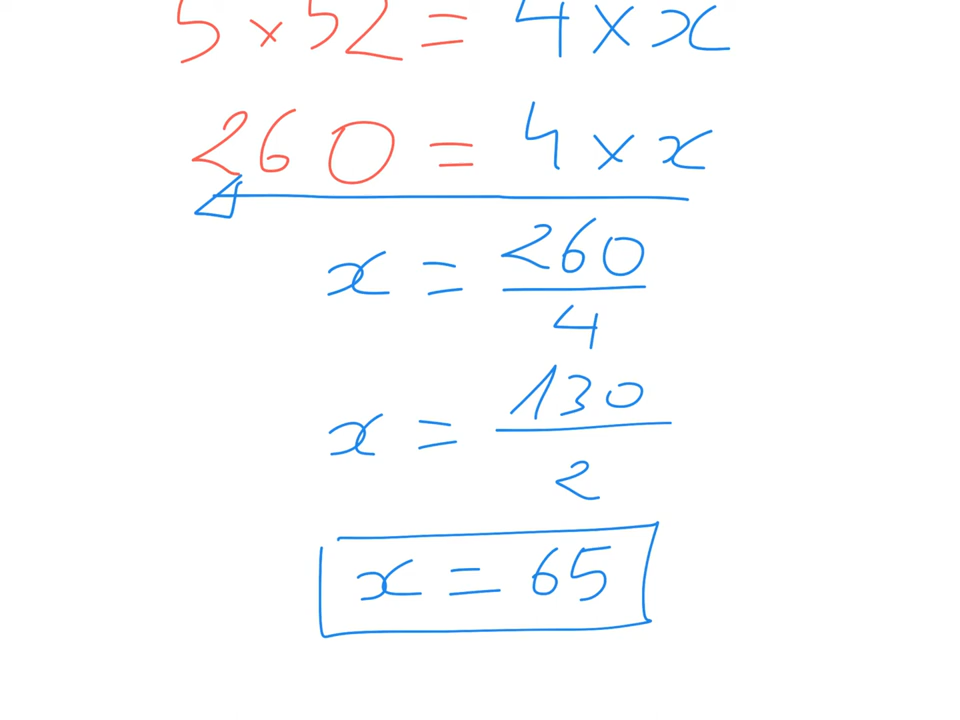 5 × 52 = 4 × x
260 = 4 × x
x = 260/4
x = 130/2
x = 65